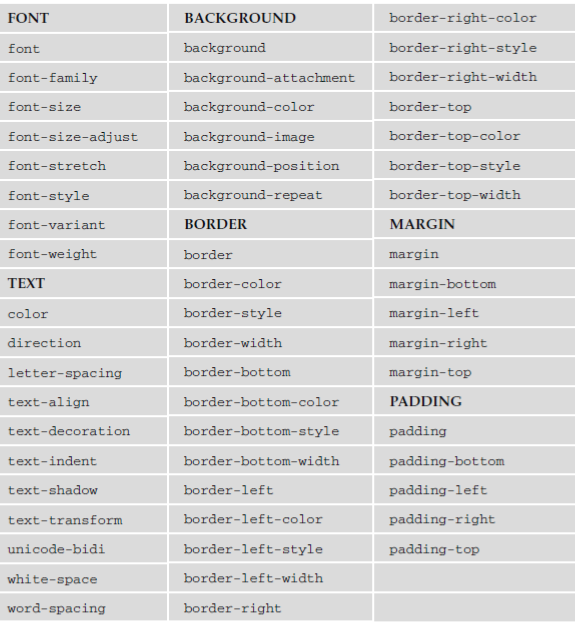 FONT
font
font-family
font-size
font-size-adjust
font-stretch
font-style
font-variant
font-weight
TEXT
color
direction
letter-spacing
text-align
text-decoration
text-indent
text-shadow
text-transform
unicode-bidi
white-space
word-spacing
BACKGROUND
background
background-attachment
background-color
background-image
background-position
background-repeat
BORDER
border
border-color
border-style
border-width
border-bottom
border-bottom-color
border-bottom-style
border-bottom-width
border-left
border-left-color
border-left-style
border-left-width
border-right
border-right-color
border-right-style
border-right-width
border-top
border-top-color
border-top-style
border-top-width
MARGIN
margin
margin-bottom
margin-left
margin-right
margin-top
PADDING
padding
padding-bottom
padding-left
padding-right
padding-top